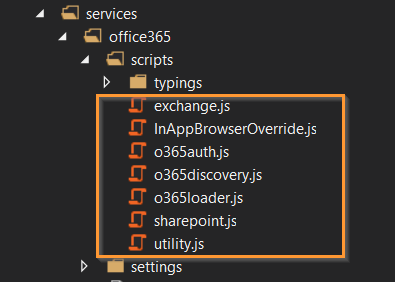 services
office365
scripts
typings
exchange.js
InAppBrowserOverride.js
o365auth.js
o365discovery.js
o365loader.js
sharepoint.js
utility.js
settings